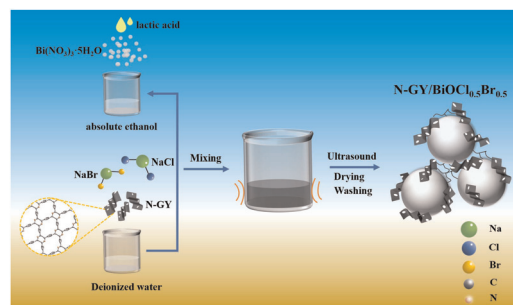 lactic acid
Bi(NO3)3·5H2O
absolute ethanol
NaCl
NaBr
N-GY
Deionized water
Mixing
Ultrasound
Drying
Washing
N-GY/BiOCl0.5Br0.5
Na
Cl
Br
C
N